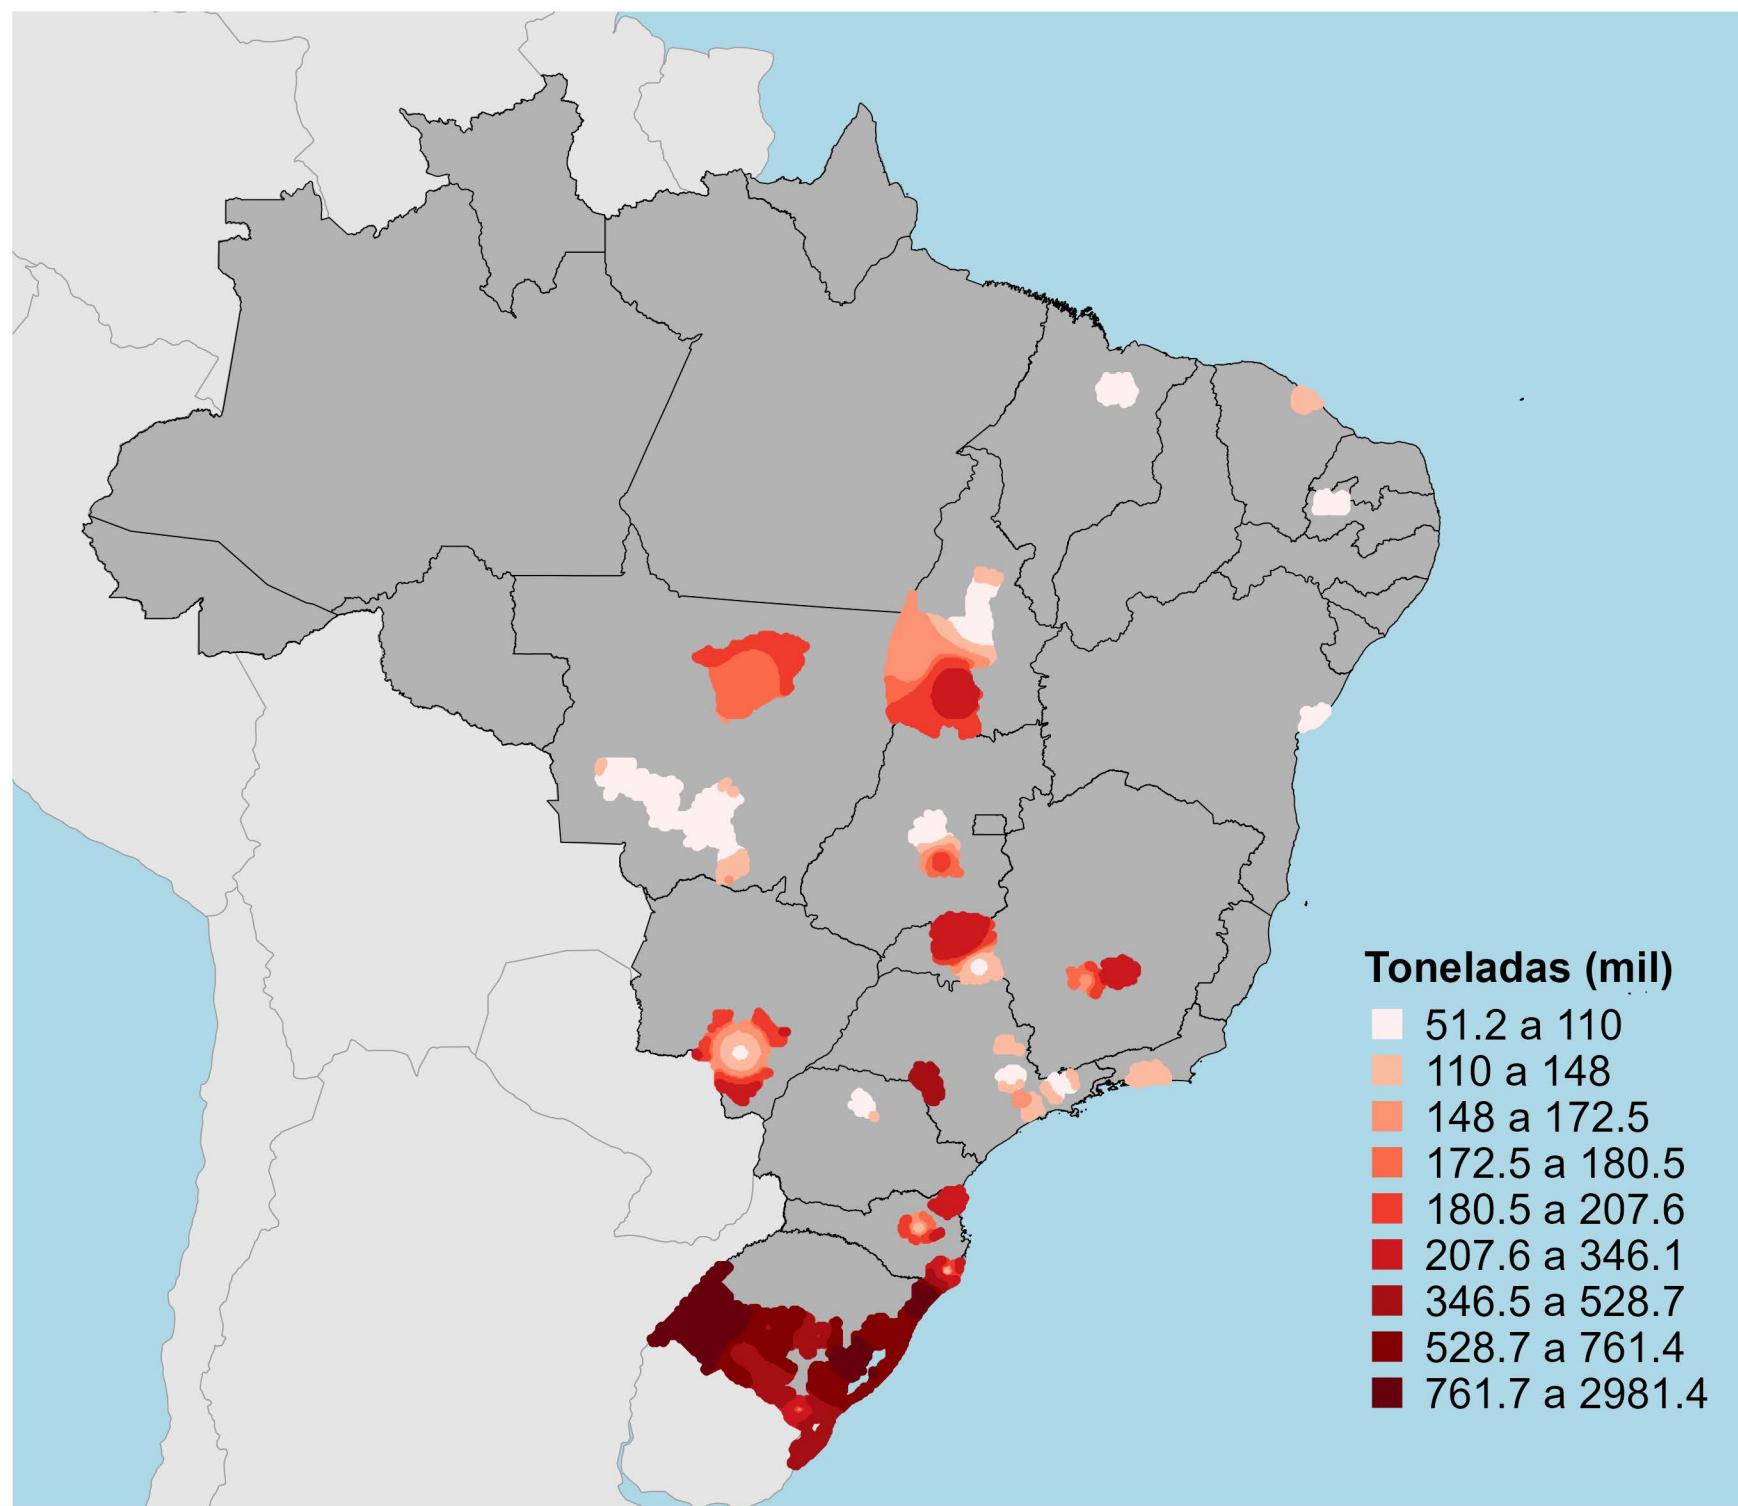 Toneladas (mil)
51.2 a 110
110 a 148
148 a 172.5
172.5 a 180.5
180.5 a 207.6
207.6 a 346.1
346.5 a 528.7
528.7 a 761.4
761.7 a 2981.4